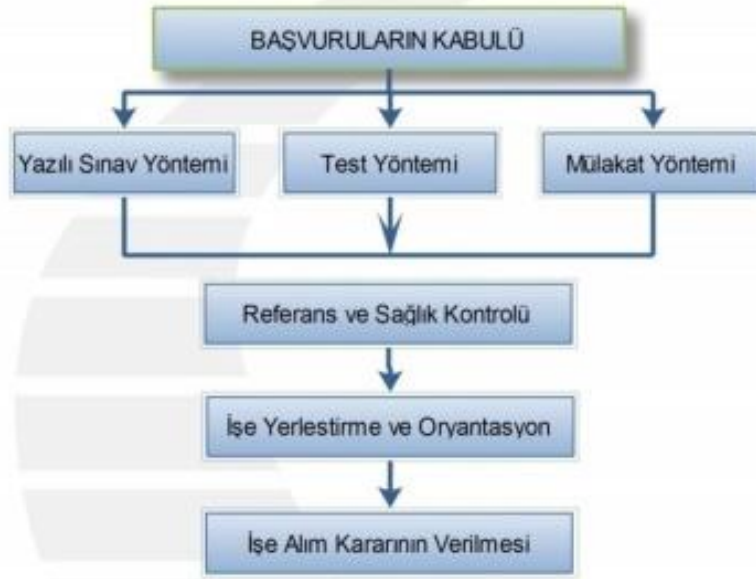 BAŞVURULARIN KABULÜ
Yazılı Sınav Yöntemi
Test Yöntemi
Mülakat Yöntemi
Referans ve Sağlık Kontrolü
İşe Yerlestirme ve Oryantasyon
İşe Alım Kararının Verilmesi